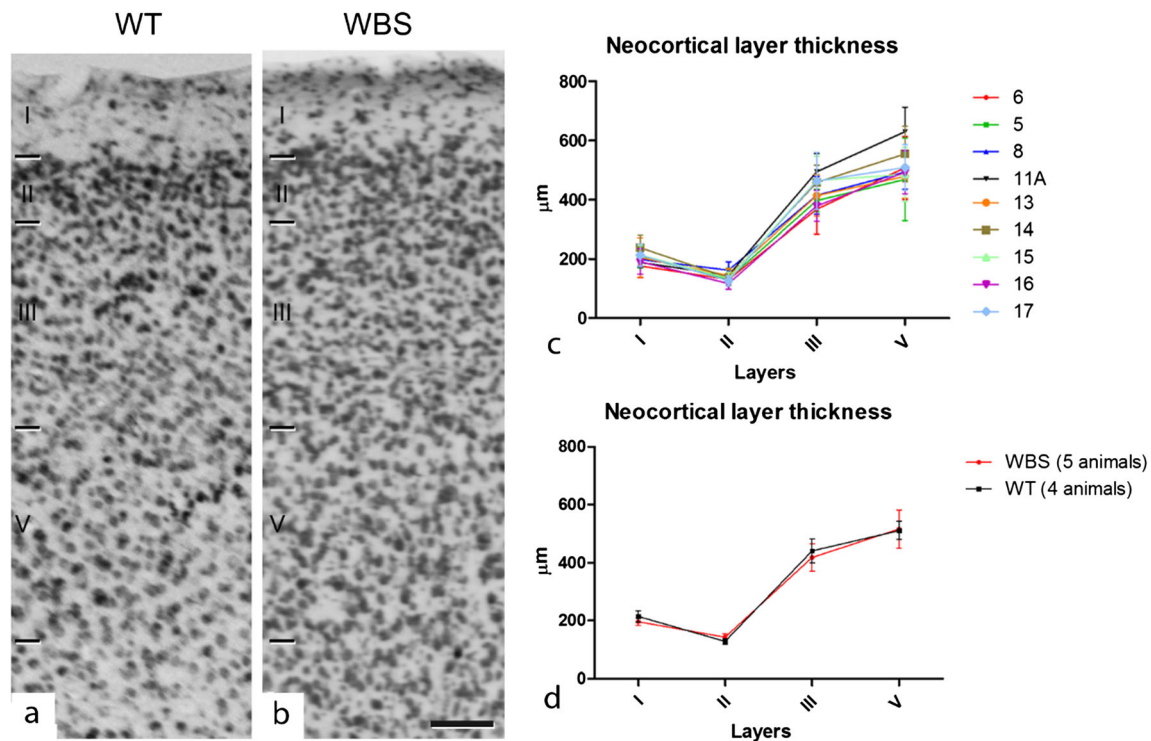 WT
WBS
I
II
III
V
a
I
II
III
V
b
Neocortical layer thickness
800
600
400
200
0
μm
I
II
III
V
Layers
6
5
8
11A
13
14
15
16
17
c
Neocortical layer thickness
800
600
400
200
0
μm
I
II
III
V
Layers
WBS (5 animals)
WT (4 animals)
d